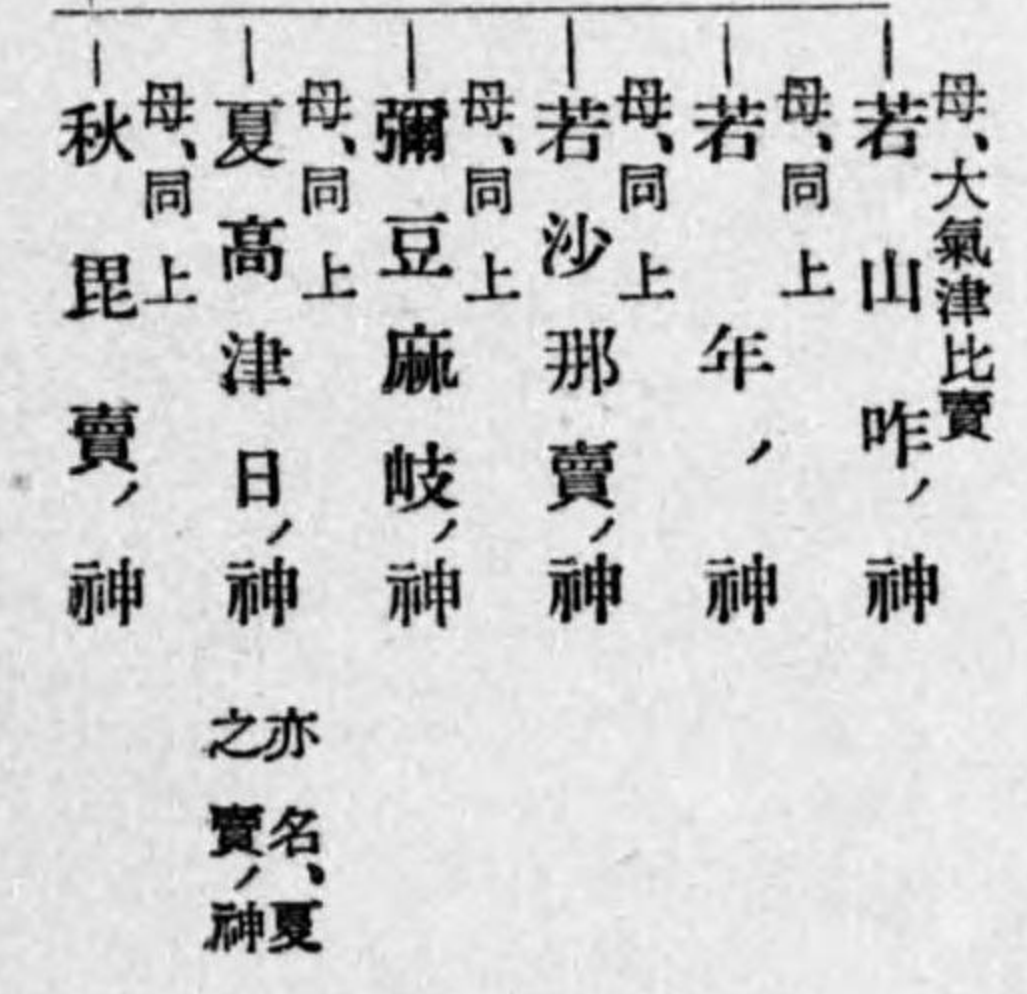 母、大氣津比賣
若山咋ノ神
母、同上
若年ノ神
母、同上
若沙那賣ノ神
母、同上
彌豆麻岐ノ神
母、同上
夏高津日ノ神
亦名、夏
之賣ノ神
母、同上
秋毘賣ノ神